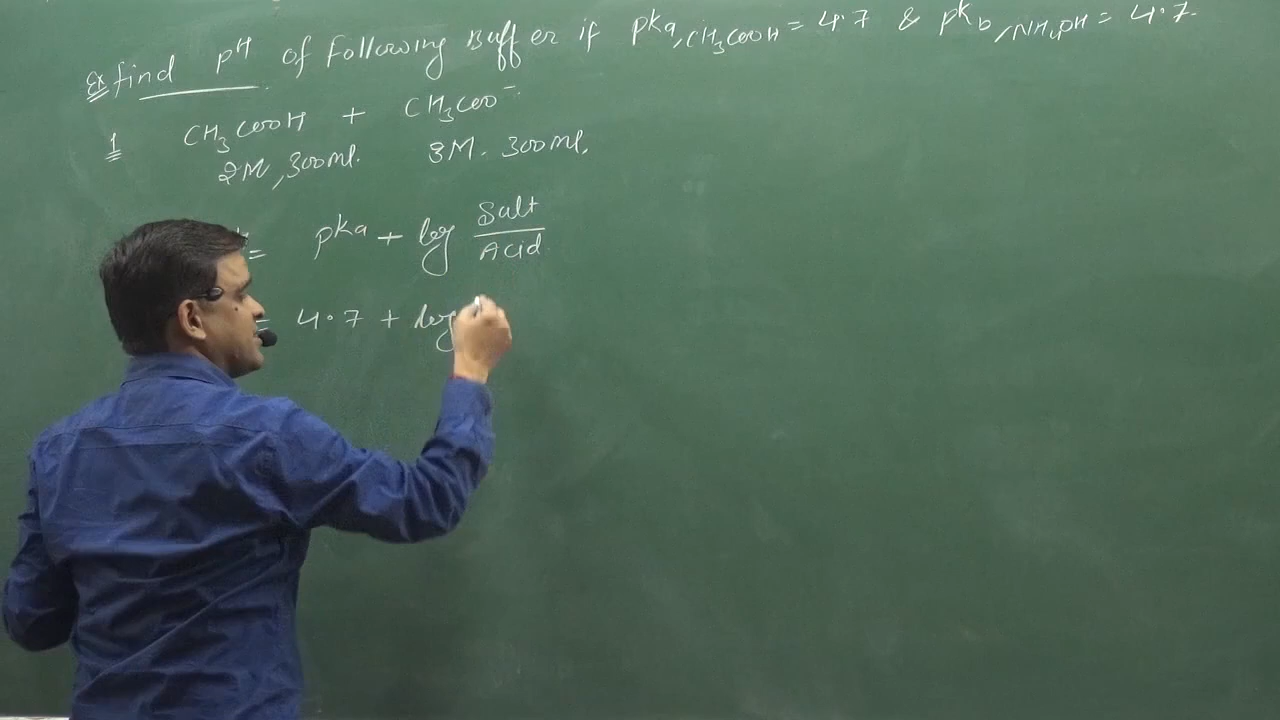 Ex find pH of following Buffer if pka, CH3COOH = 4.7 & pkb, NH4OH = 4.7
1 CH3COOH + CH3COO-
2M, 300ml. 3M. 300ml.
= pka + log Salt/Acid
= 4.7 + log